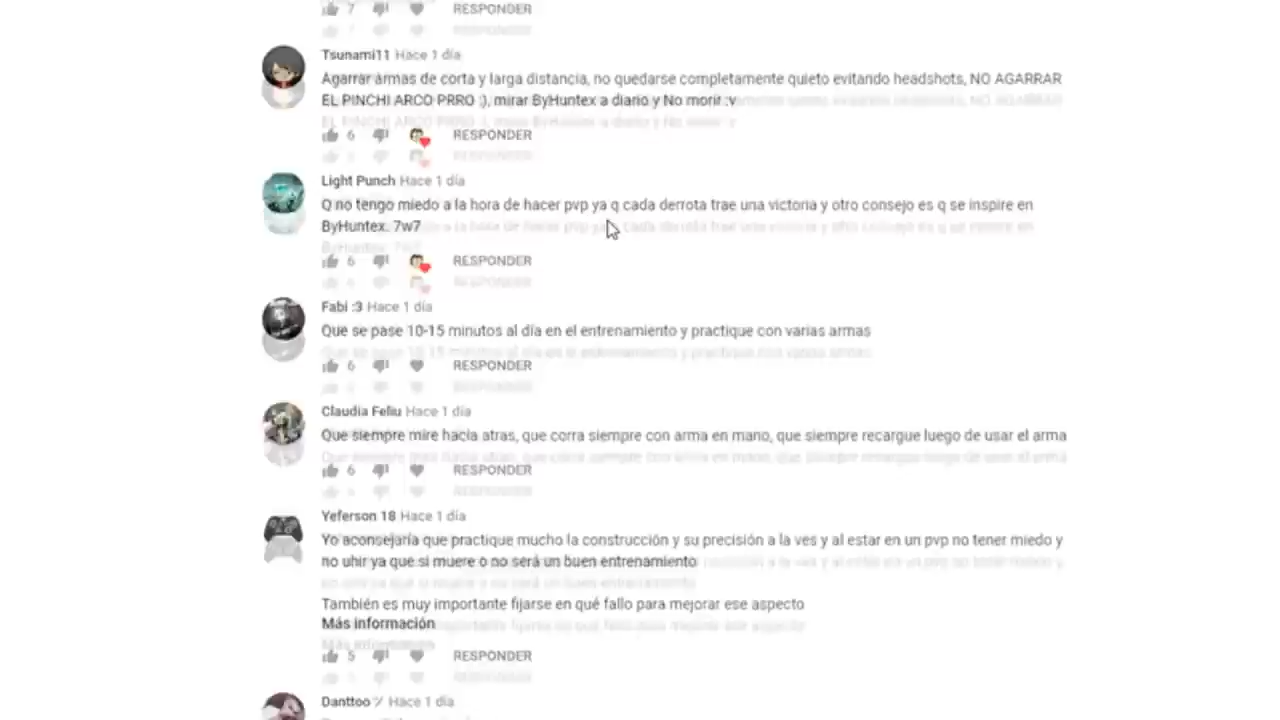 7 RESPONDER
Tsunami11 Hace 1 día
Agarrar armas de corta y larga distancia, no quedarse completamente quieto evitando headshots, NO AGARRAR
EL PINCHI ARCO PRRO :), mirar ByHuntex a diario y No morir :v
6 RESPONDER
Light Punch Hace 1 día
Q no tengo miedo a la hora de hacer pvp ya q cada derrota trae una victoria y otro consejo es q se inspire en
ByHuntex. 7w7
6 RESPONDER
Fabi :3 Hace 1 día
Que se pase 10-15 minutos al día en el entrenamiento y practique con varias armas
6 RESPONDER
Claudia Feliu Hace 1 día
Que siempre mire hacia atras, que corra siempre con arma en mano, que siempre recargue luego de usar el arma
6 RESPONDER
Yeferson 18 Hace 1 día
Yo aconsejaría que practique mucho la construcción y su precisión a la ves y al estar en un pvp no tener miedo y
no uhir ya que si muere o no será un buen entrenamiento
También es muy importante fijarse en qué fallo para mejorar ese aspecto
Más información
5 RESPONDER
Danttooツ Hace 1 día